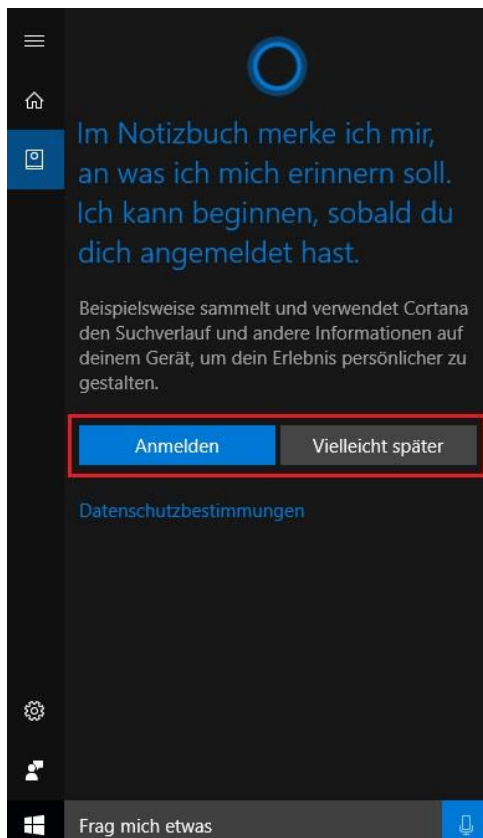 Im Notizbuch merke ich mir,
an was ich mich erinnern soll.
Ich kann beginnen, sobald du
dich angemeldet hast.
Beispielsweise sammelt und verwendet Cortana
den Suchverlauf und andere Informationen auf
deinem Gerät, um dein Erlebnis persönlicher zu
gestalten.
Anmelden
Vielleicht später
Datenschutzbestimmungen
Frag mich etwas